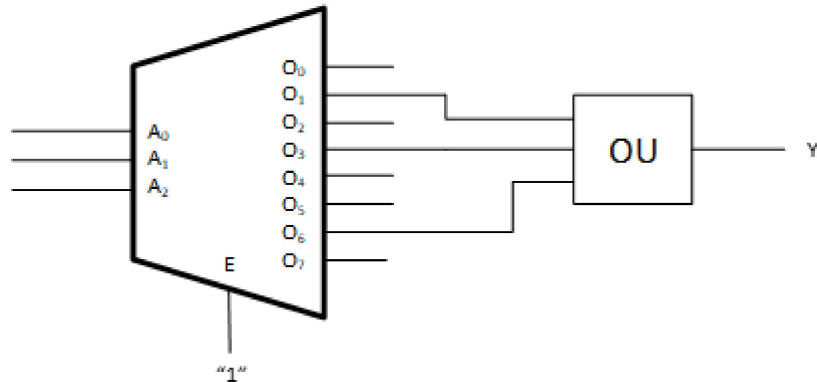 A₀
A₁
A₂
E
"1"
O₀
O₁
O₂
O₃
O₄
O₅
O₆
O₇
OU
Y